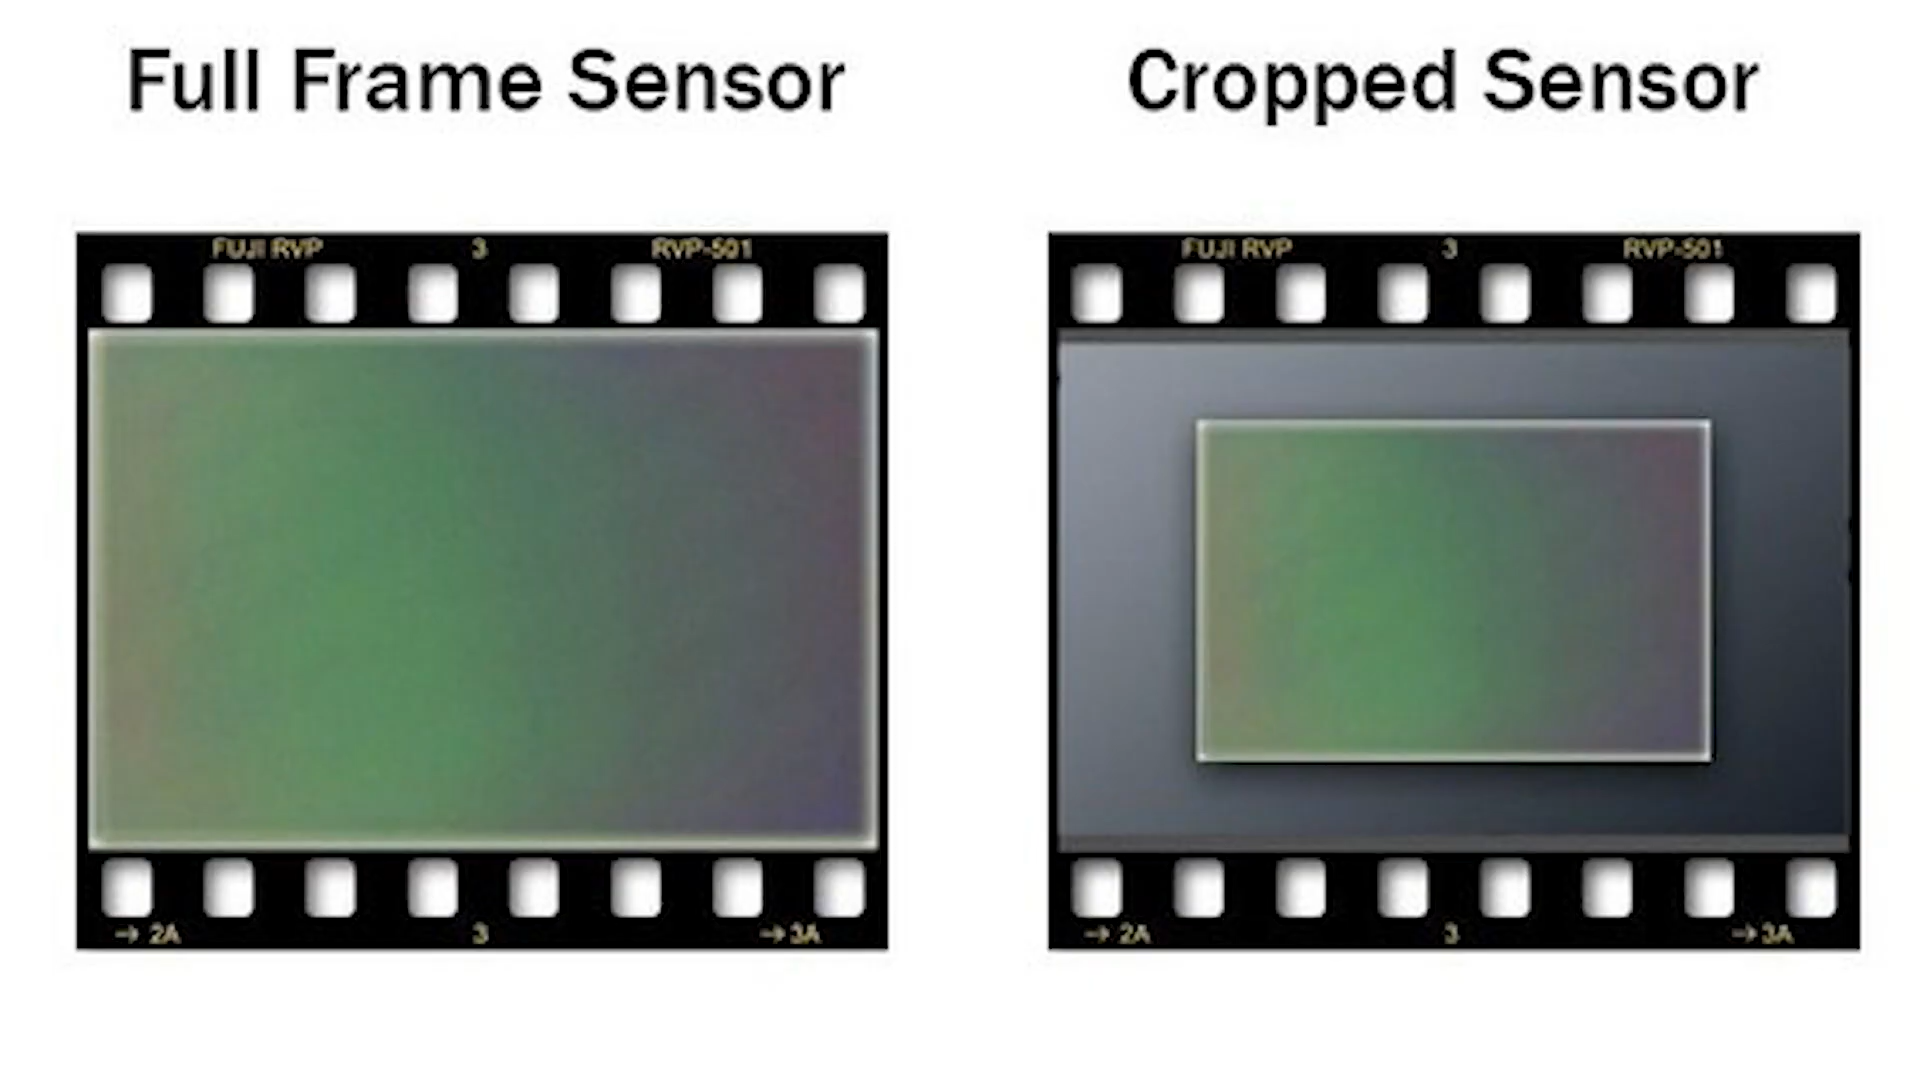 Full Frame Sensor
Cropped Sensor
FUJI RVP 3 RVP-501
FUJI RVP 3 RVP-501
→ 2A 3 → 3A
→ 2A 3 → 3A